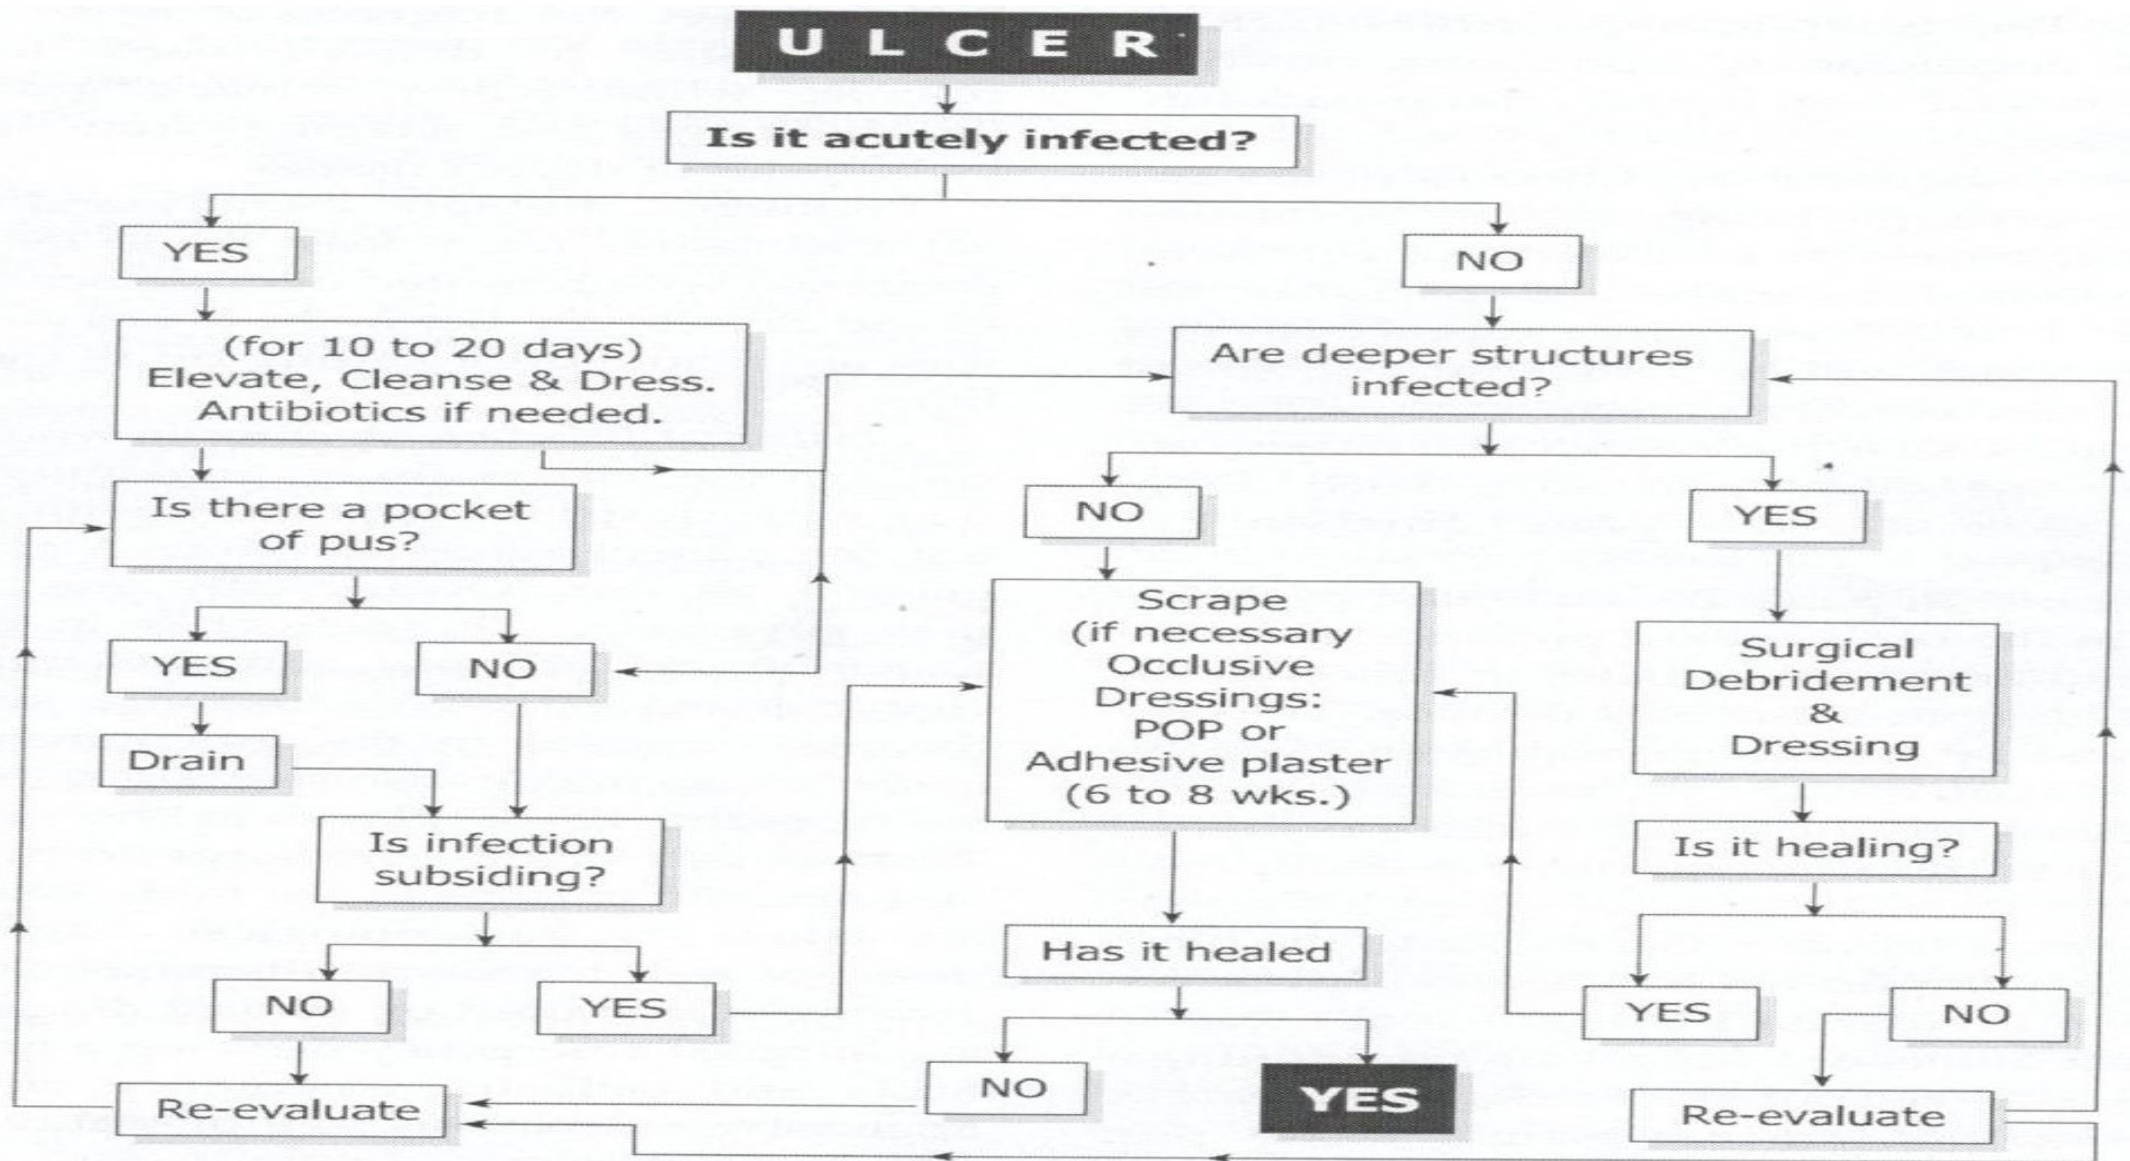 ULCER
Is it acutely infected?
YES
NO
(for 10 to 20 days)
Elevate, Cleanse & Dress.
Antibiotics if needed.
Are deeper structures
infected?
Is there a pocket
of pus?
NO
YES
YES
NO
Scrape
(if necessary
Occlusive
Dressings:
POP or
Adhesive plaster
(6 to 8 wks.)
Surgical
Debridement
&
Dressing
Drain
Is infection
subsiding?
Is it healing?
Has it healed
NO
YES
YES
NO
NO
YES
Re-evaluate
Re-evaluate